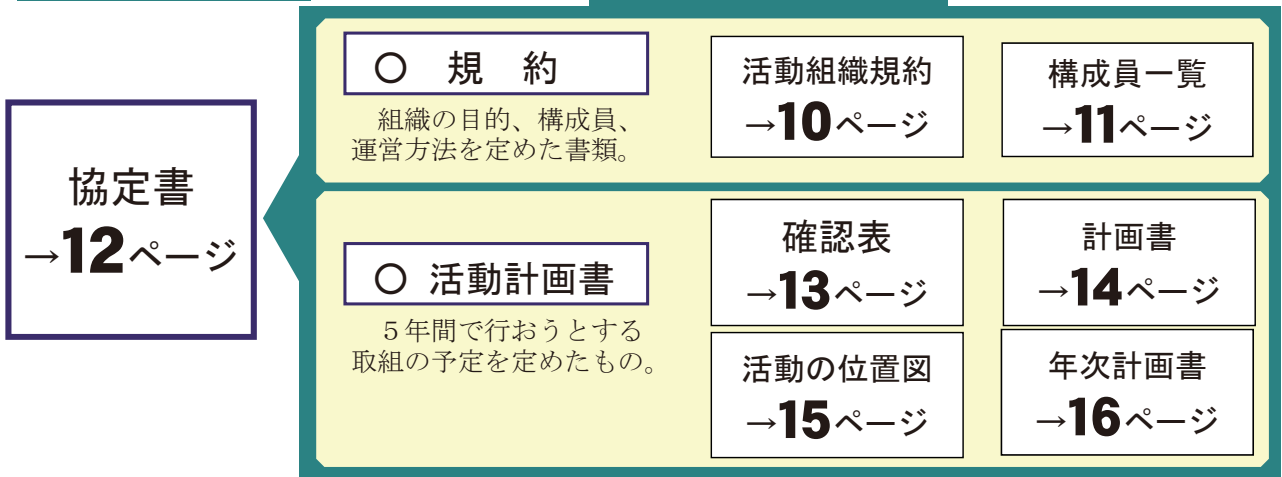 協定書
→12ページ
○ 規 約
組織の目的、構成員、
運営方法を定めた書類。
活動組織規約
→10ページ
構成員一覧
→11ページ
○ 活動計画書
５年間で行おうとする
取組の予定を定めたもの。
確認表
→13ページ
計画書
→14ページ
活動の位置図
→15ページ
年次計画書
→16ページ